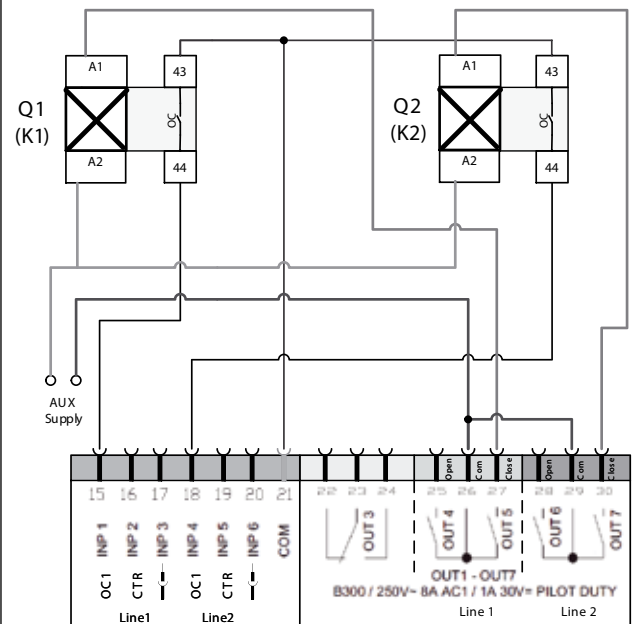 A1
43
Q1
(K1)
OC
A2
44
A1
43
Q2
(K2)
OC
A2
44
AUX
Supply
Open
Com
Close
Open
Com
Close
15 16 17 18 19 20 21 22 23 24 25 26 27 28 29 30
INP 1
INP 2
INP 3
INP 4
INP 5
INP 6
COM
OUT 3
OUT 4
OUT 5
OUT 6
OUT 7
OC1
CTR
OC1
CTR
OUT1 - OUT7
B300 / 250V~ 8A AC1 / 1A 30V= PILOT DUTY
Line1
Line2
Line 1
Line 2